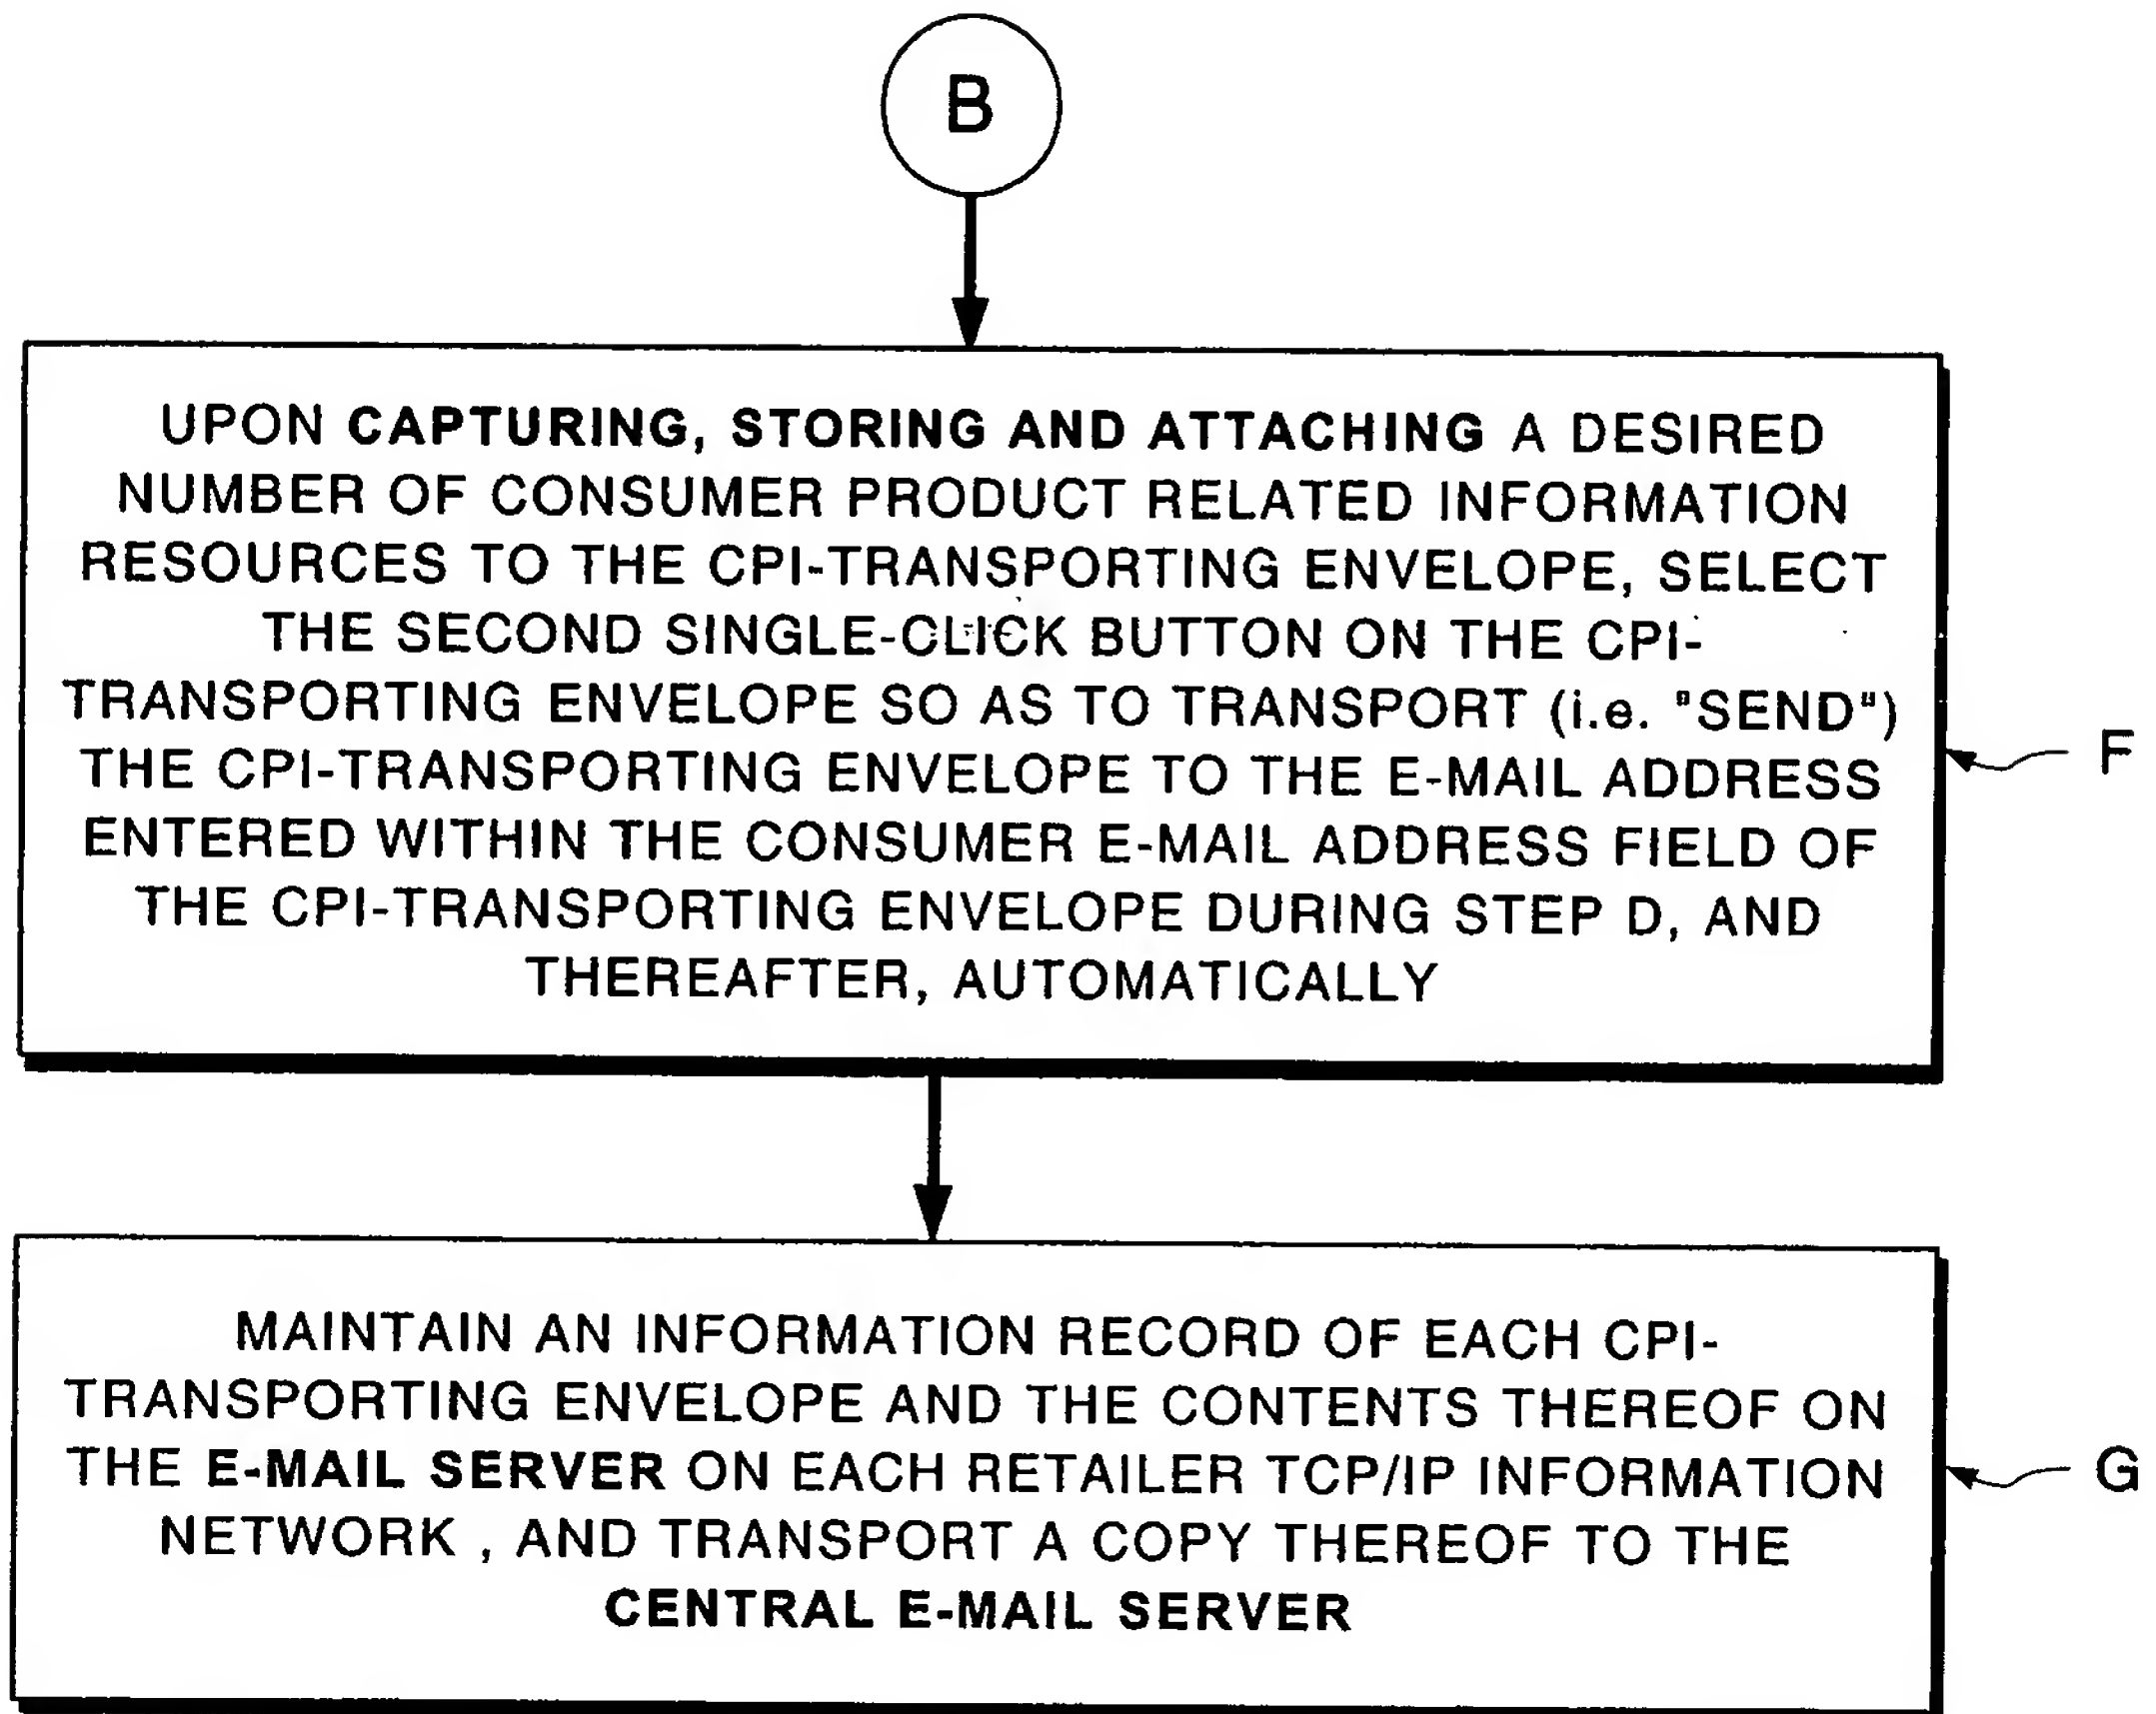 B
UPON CAPTURING, STORING AND ATTACHING A DESIRED
NUMBER OF CONSUMER PRODUCT RELATED INFORMATION
RESOURCES TO THE CPI-TRANSPORTING ENVELOPE, SELECT
THE SECOND SINGLE-CLICK BUTTON ON THE CPI-
TRANSPORTING ENVELOPE SO AS TO TRANSPORT (i.e. "SEND")
THE CPI-TRANSPORTING ENVELOPE TO THE E-MAIL ADDRESS
ENTERED WITHIN THE CONSUMER E-MAIL ADDRESS FIELD OF
THE CPI-TRANSPORTING ENVELOPE DURING STEP D, AND
THEREAFTER, AUTOMATICALLY
F
MAINTAIN AN INFORMATION RECORD OF EACH CPI-
TRANSPORTING ENVELOPE AND THE CONTENTS THEREOF ON
THE E-MAIL SERVER ON EACH RETAILER TCP/IP INFORMATION
NETWORK , AND TRANSPORT A COPY THEREOF TO THE
CENTRAL E-MAIL SERVER
G